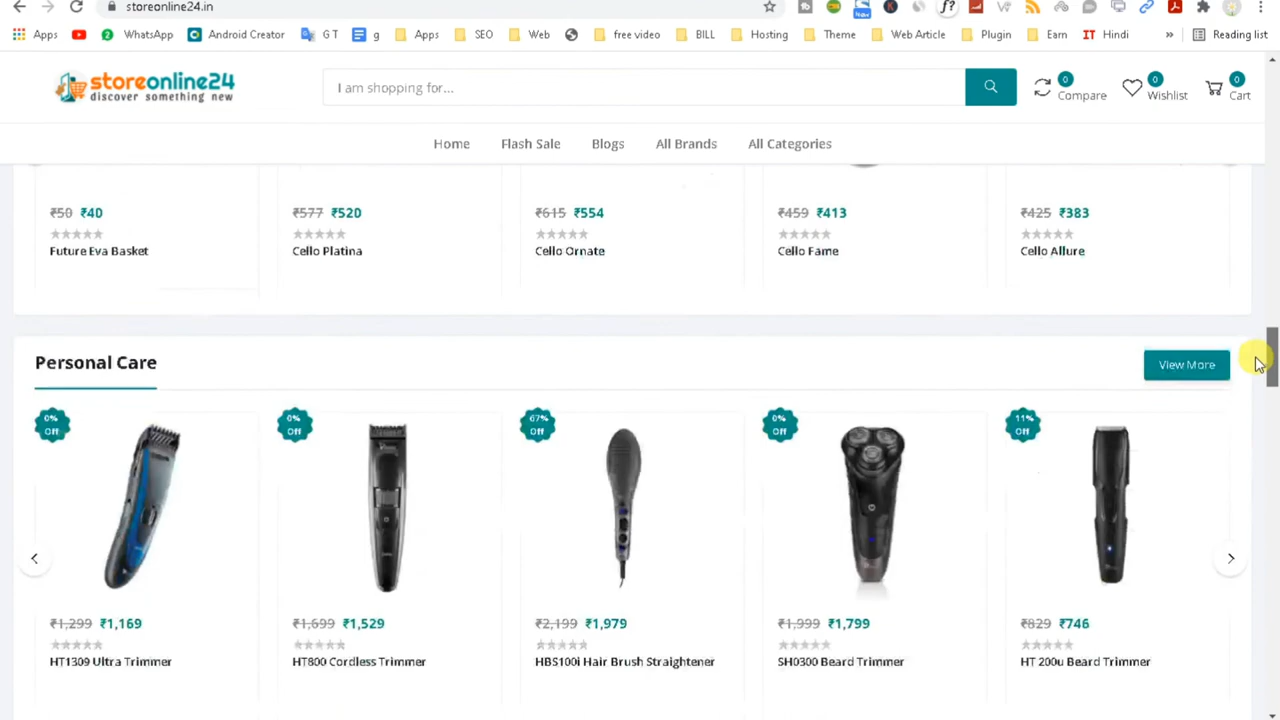 storeonline24.in
Apps WhatsApp Android Creator G T g Apps SEO Web free video BILL Hosting Theme Web Article Plugin Earn IT Hindi » Reading list
storeonline24
discover something new
I am shopping for...
0 Compare 0 Wishlist 0 Cart
Home Flash Sale Blogs All Brands All Categories
₹50 ₹40 ₹577 ₹520 ₹615 ₹554 ₹459 ₹413 ₹425 ₹383
Future Eva Basket Cello Platina Cello Ornate Cello Fame Cello Allure
Personal Care View More
0% 0% 67% 0% 11%
Off Off Off Off Off
₹1,299 ₹1,169 ₹1,699 ₹1,529 ₹2,199 ₹1,979 ₹1,999 ₹1,799 ₹829 ₹746
HT1309 Ultra Trimmer HT800 Cordless Trimmer HBS100i Hair Brush Straightener SH0300 Beard Trimmer HT 200u Beard Trimmer